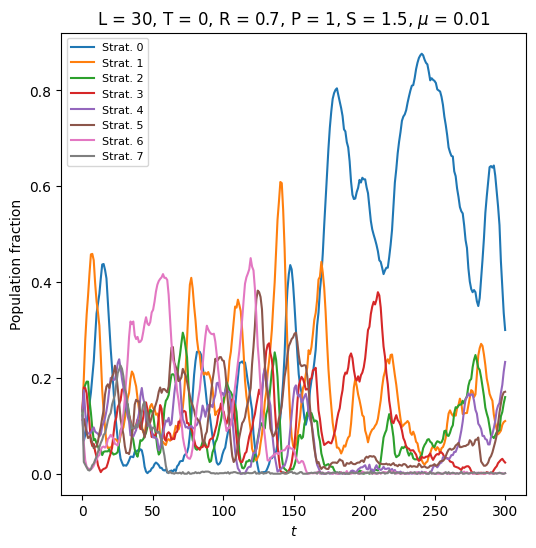 L = 30, T = 0, R = 0.7, P = 1, S = 1.5, μ = 0.01
Strat. 0
Strat. 1
Strat. 2
Strat. 3
Strat. 4
Strat. 5
Strat. 6
Strat. 7
Population fraction
0.8
0.6
0.4
0.2
0.0
0 50 100 150 200 250 300
t